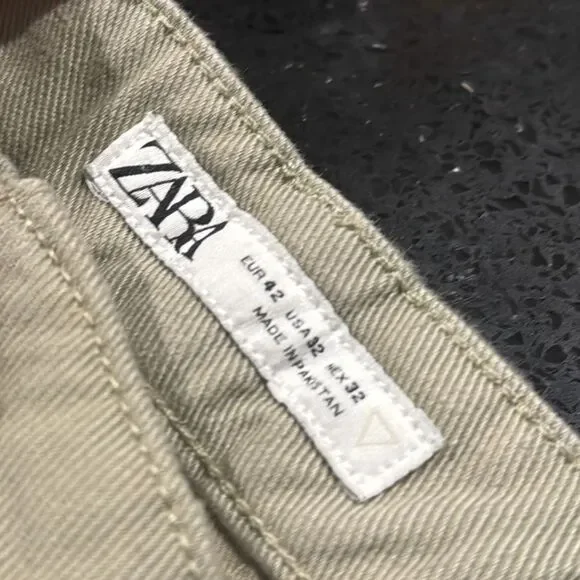 ZARA
EUR 42 USA 32 MEX 32
MADE IN PAKISTAN